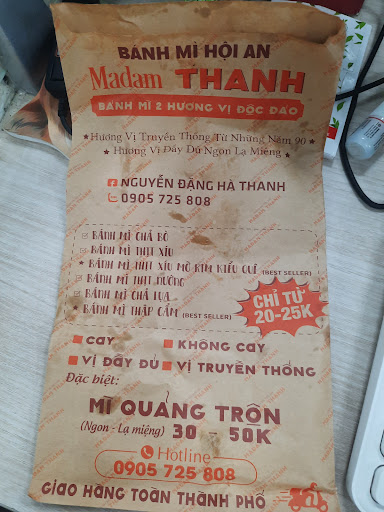 BÁNH MÌ HỘI AN
Madam THANH
BÁNH MÌ 2 HƯƠNG VỊ ĐỘC ĐÁO
★Hương Vị Truyền Thống Từ Những Năm 90★
★Hương Vị Đầy Đủ Ngon Lạ Miệng★
NGUYỄN ĐẶNG HÀ THANH
0905 725 808
BÁNH MÌ CHẢ BÒ
BÁNH MÌ THỊT XÍU
★ BÁNH MÌ THỊT XÍU MÒ KIM KIỀU QUÊ (BEST SELLER)
BÁNH MÌ THỊT NƯỚNG
BÁNH MÌ CHẢ LỤA
★ BÁNH MÌ THẬP CẨM (BEST SELLER)
CHỈ TỪ
20-25K
CAY
KHÔNG CAY
VỊ ĐẦY ĐỦ
VỊ TRUYỀN THỐNG
Đặc biệt:
MÌ QUẢNG TRỘN
(Ngon - Lạ miệng) 30 - 50K
Hotline
0905 725 808
GIAO HÀNG TOÀN THÀNH PHỐ